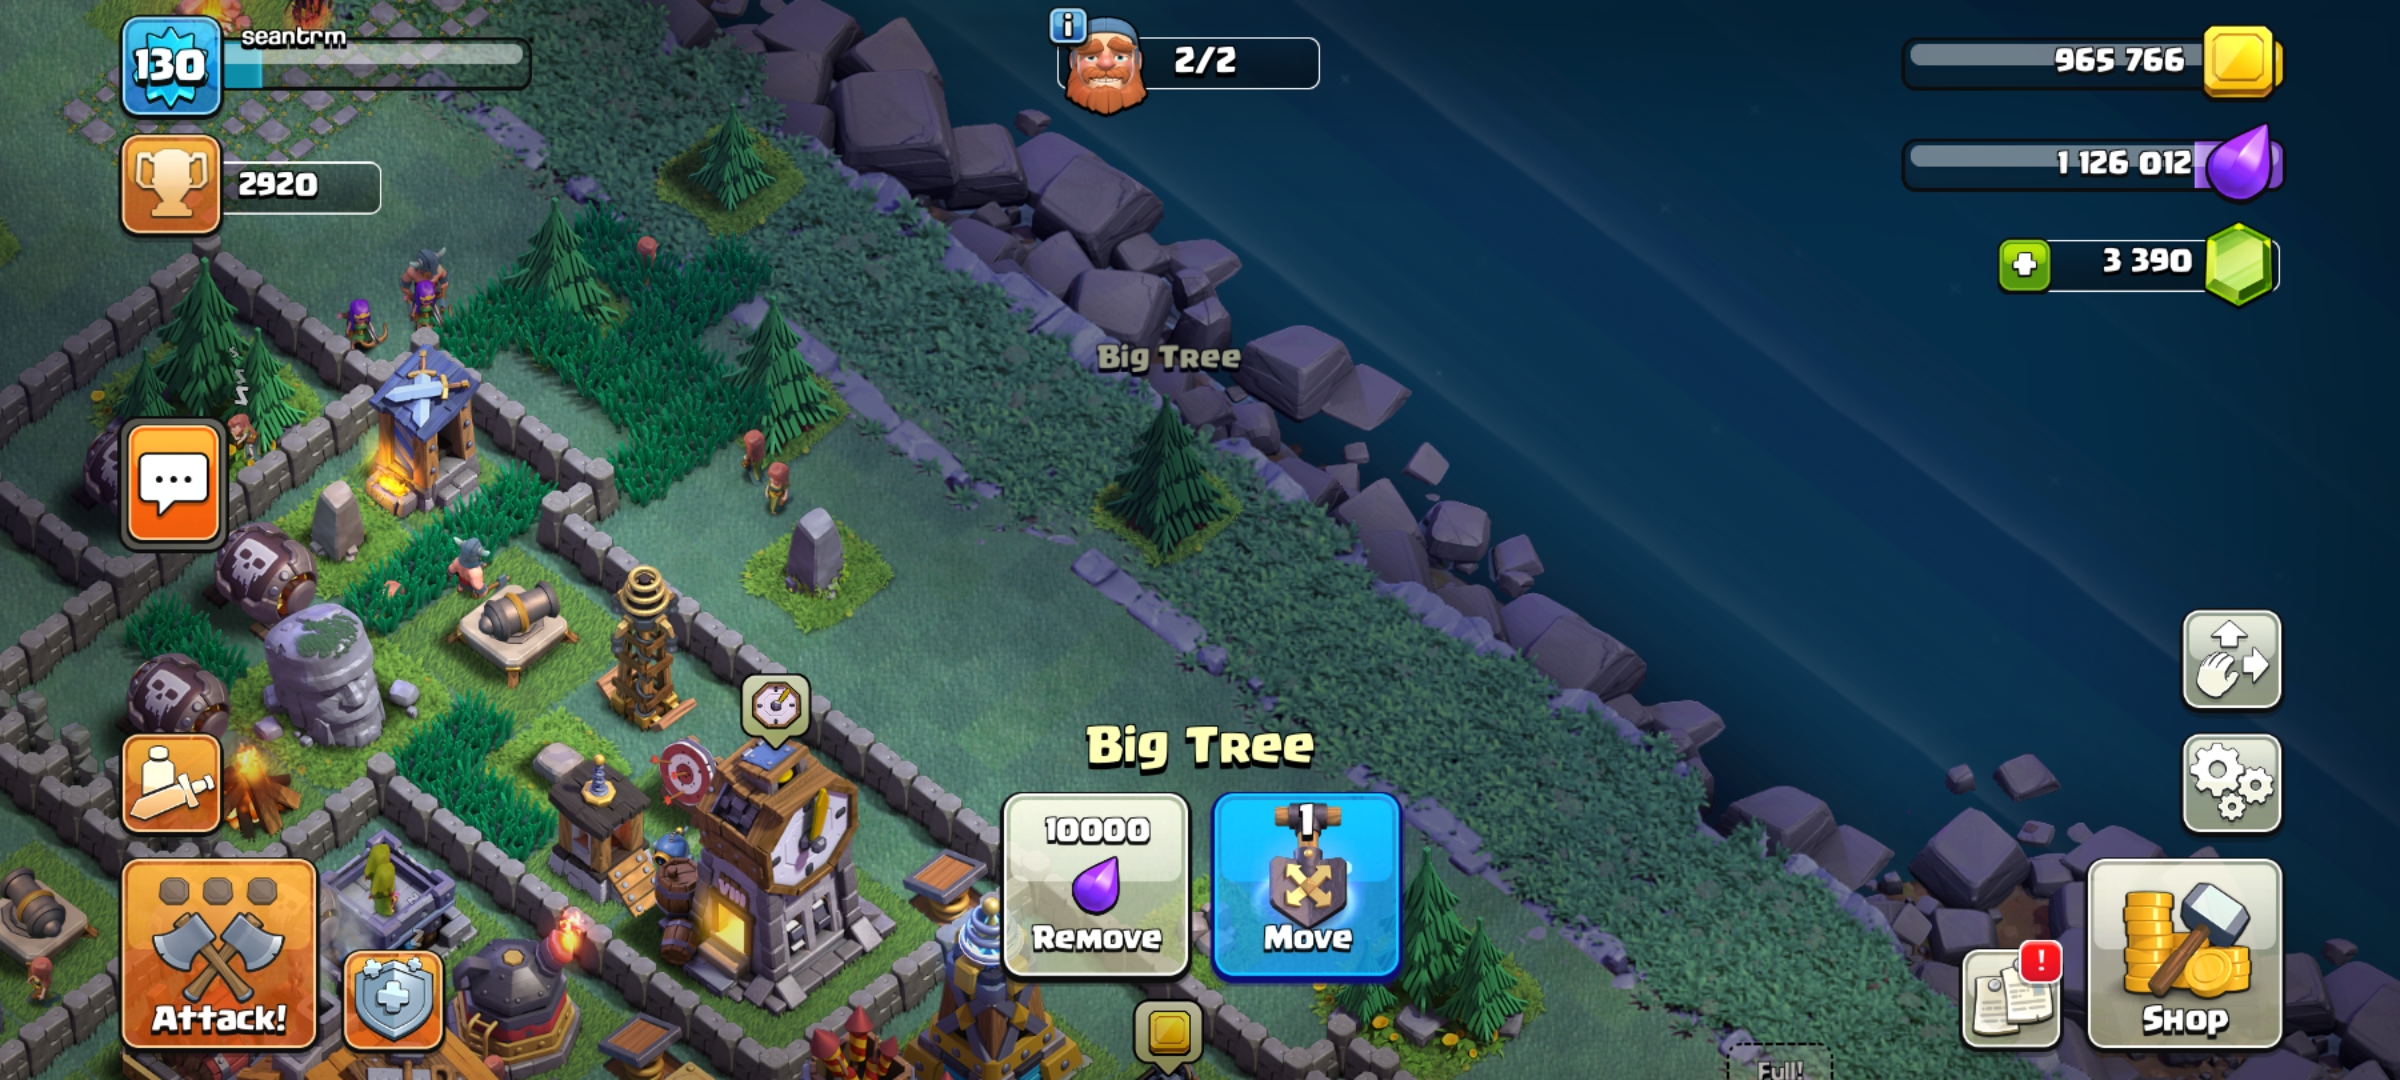 130
seantrm
2/2
965 766
2920
1 126 012
3 390
Big Tree
Big Tree
10000
1
Remove
Move
VIII
!
Attack!
Shop
Full!